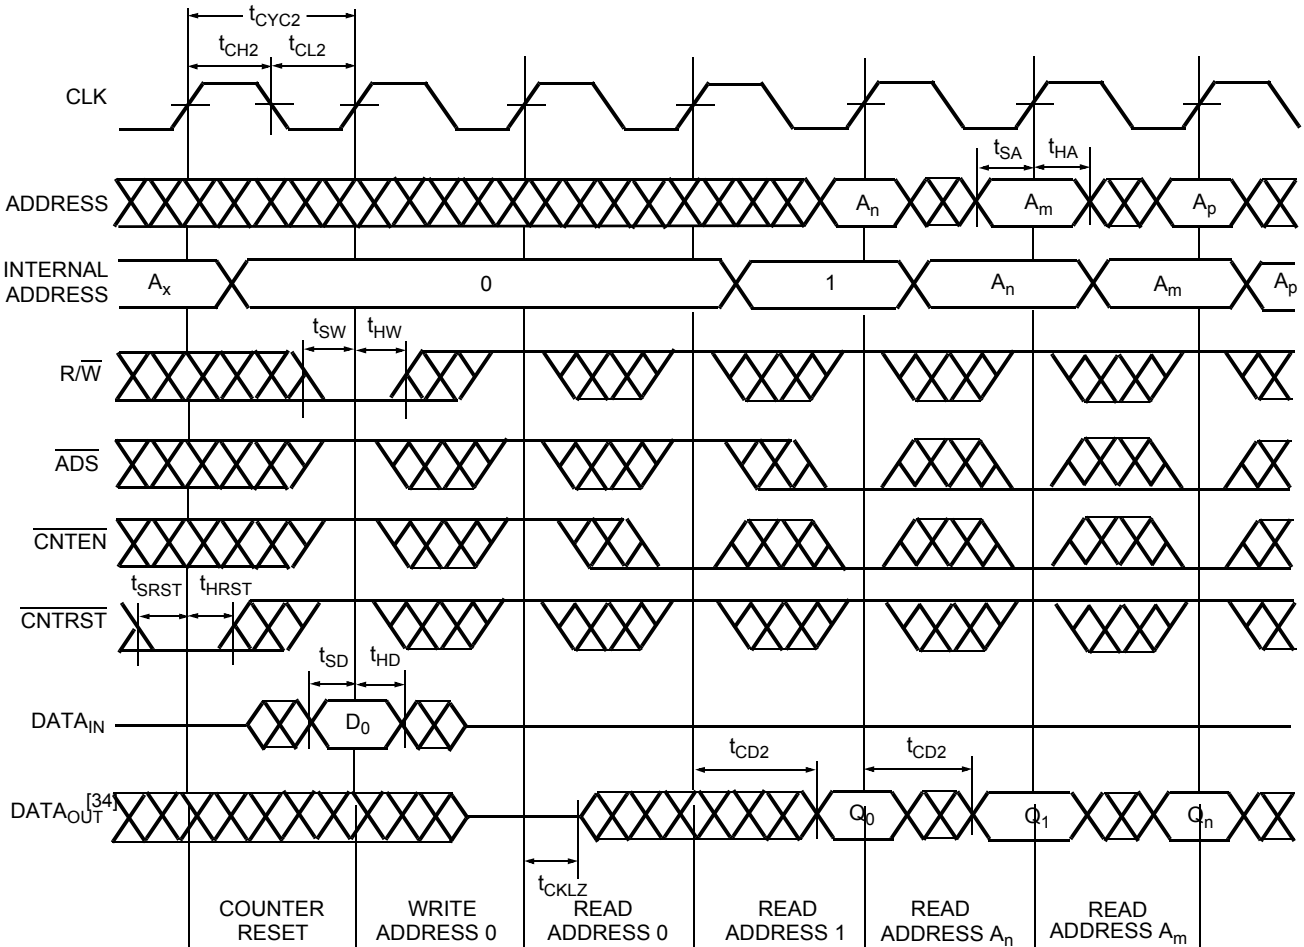 tCYC2
tCH2 tCL2
CLK
tSA tHA
ADDRESS An Am Ap
INTERNAL
ADDRESS Ax 0 1 An Am Ap
tSW tHW
R/W
ADS
CNTEN
tSRST tHRST
CNTRST
tSD tHD
DATAIN D0
tCD2 tCD2
DATAOUT[34] Q0 Q1 Qn
tCKLZ
COUNTER
RESET
WRITE
ADDRESS 0
READ
ADDRESS 0
READ
ADDRESS 1
READ
ADDRESS An
READ
ADDRESS Am